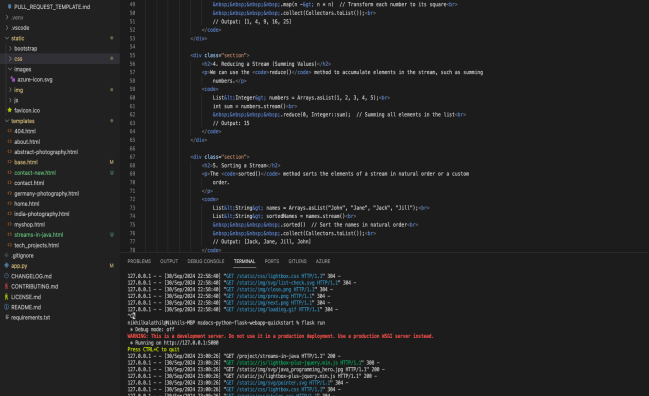 PULL_REQUEST_TEMPLATE.md
.venv
.vscode
static
bootstrap
css
images
azure-icon.svg
img
js
favicon.ico
templates
404.html
about.html
abstract-photography.html
base.html M
contact-new.html U
contact.html
germany-photography.html
home.html
india-photography.html
myshop.html
streams-in-java.html U
tech_projects.html
.gitignore
app.py M
CHANGELOG.md
CONTRIBUTING.md
LICENSE.md
README.md
requirements.txt
49 &nbsp;&nbsp;&nbsp;&nbsp;.map(n -&gt; n * n) // Transform each number to its square<br>
50 &nbsp;&nbsp;&nbsp;&nbsp;.collect(Collectors.toList());<br>
51 // Output: [1, 4, 9, 16, 25]
52 </code>
53 </div>
54
55 <div class="section">
56 <h2>4. Reducing a Stream (Summing Values)</h2>
57 <p>We can use the <code>reduce()</code> method to accumulate elements in the stream, such as summing
58 numbers.</p>
59 <code>
60 List&lt;Integer&gt; numbers = Arrays.asList(1, 2, 3, 4, 5);<br>
61 int sum = numbers.stream()<br>
62 &nbsp;&nbsp;&nbsp;&nbsp;.reduce(0, Integer::sum); // Summing all elements in the list<br>
63 // Output: 15
64 </code>
65 </div>
66
67 <div class="section">
68 <h2>5. Sorting a Stream</h2>
69 <p>The <code>sorted()</code> method sorts the elements of a stream in natural order or a custom
70 order.
71 </p>
72 <code>
73 List&lt;String&gt; names = Arrays.asList("John", "Jane", "Jack", "Jill");<br>
74 List&lt;String&gt; sortedNames = names.stream()<br>
75 &nbsp;&nbsp;&nbsp;&nbsp;.sorted() // Sort the names in natural order<br>
76 &nbsp;&nbsp;&nbsp;&nbsp;.collect(Collectors.toList());<br>
77 // Output: [Jack, Jane, Jill, John]
78 </code>
PROBLEMS OUTPUT DEBUG CONSOLE TERMINAL PORTS GITLENS AZURE
127.0.0.1 - - [30/Sep/2024 22:58:40] "GET /static/css/lightbox.css HTTP/1.1" 304 -
127.0.0.1 - - [30/Sep/2024 22:58:40] "GET /static/img/svg/list-check.svg HTTP/1.1" 304 -
127.0.0.1 - - [30/Sep/2024 22:58:40] "GET /static/img/close.png HTTP/1.1" 304 -
127.0.0.1 - - [30/Sep/2024 22:58:40] "GET /static/img/prev.png HTTP/1.1" 304 -
127.0.0.1 - - [30/Sep/2024 22:58:40] "GET /static/img/next.png HTTP/1.1" 304 -
127.0.0.1 - - [30/Sep/2024 22:58:40] "GET /static/img/loading.gif HTTP/1.1" 304 -
nikhilkalathil@Nikhils-MBP msdocs-python-flask-webapp-quickstart % flask run
* Debug mode: off
WARNING: This is a development server. Do not use it in a production deployment. Use a production WSGI server instead.
* Running on http://127.0.0.1:5000
Press CTRL+C to quit
127.0.0.1 - - [30/Sep/2024 23:00:26] "GET /project/streams-in-java HTTP/1.1" 200 -
127.0.0.1 - - [30/Sep/2024 23:00:26] "GET /static//js/lightbox-plus-jquery.min.js HTTP/1.1" 308 -
127.0.0.1 - - [30/Sep/2024 23:00:26] "GET /static/img/java_programming_hero.jpg HTTP/1.1" 200 -
127.0.0.1 - - [30/Sep/2024 23:00:26] "GET /static/js/lightbox-plus-jquery.min.js HTTP/1.1" 200 -
127.0.0.1 - - [30/Sep/2024 23:00:26] "GET /static/img/svg/pointer.svg HTTP/1.1" 304 -
127.0.0.1 - - [30/Sep/2024 23:00:26] "GET /static/css/lightbox.css HTTP/1.1" 304 -